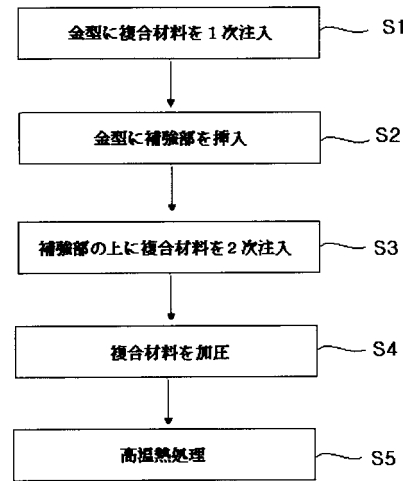 金型に複合材料を1次注入 S1
金型に補強部を挿入 S2
補強部の上に複合材料を2次注入 S3
複合材料を加圧 S4
高温熱処理 S5